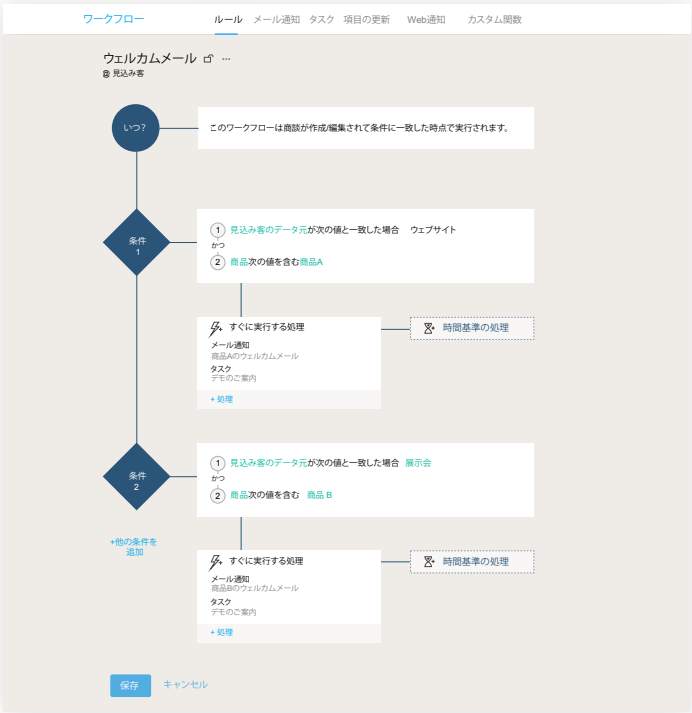 ワークフロー ルール メール通知 タスク 項目の更新 Web通知 カスタム関数
ウェルカムメール ...
@ 見込み客
いつ?
このワークフローは商談が作成/編集されて条件に一致した時点で実行されます。
条件
1
1 見込み客のデータ元が次の値と一致した場合 ウェブサイト
かつ
2 商品次の値を含む商品A
すぐに実行する処理
時間基準の処理
メール通知
商品Aのウェルカムメール
タスク
デモのご案内
+ 処理
条件
2
1 見込み客のデータ元が次の値と一致した場合 展示会
かつ
2 商品次の値を含む 商品 B
+他の条件を
追加
すぐに実行する処理
時間基準の処理
メール通知
商品Bのウェルカムメール
タスク
デモのご案内
+ 処理
保存 キャンセル